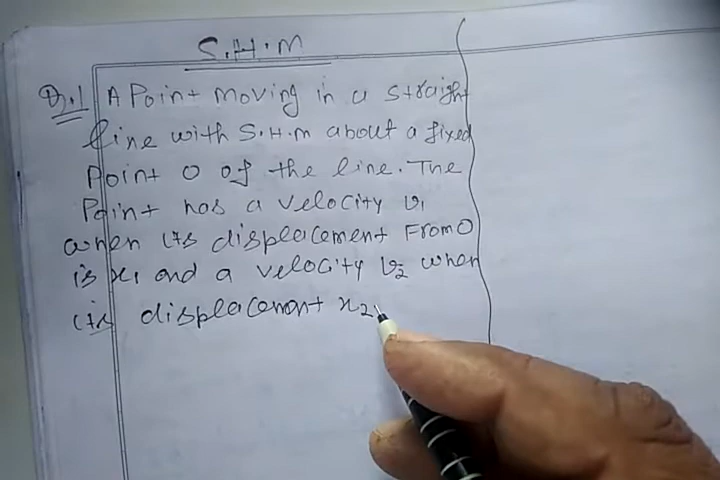 S.H.M
Q.1 A Point moving in a straight
line with S.H.M about a fixed
Point O of the line. The
Point has a velocity v₁
when its displacement From O
is x₁ and a velocity v₂ when
its displacement x₂